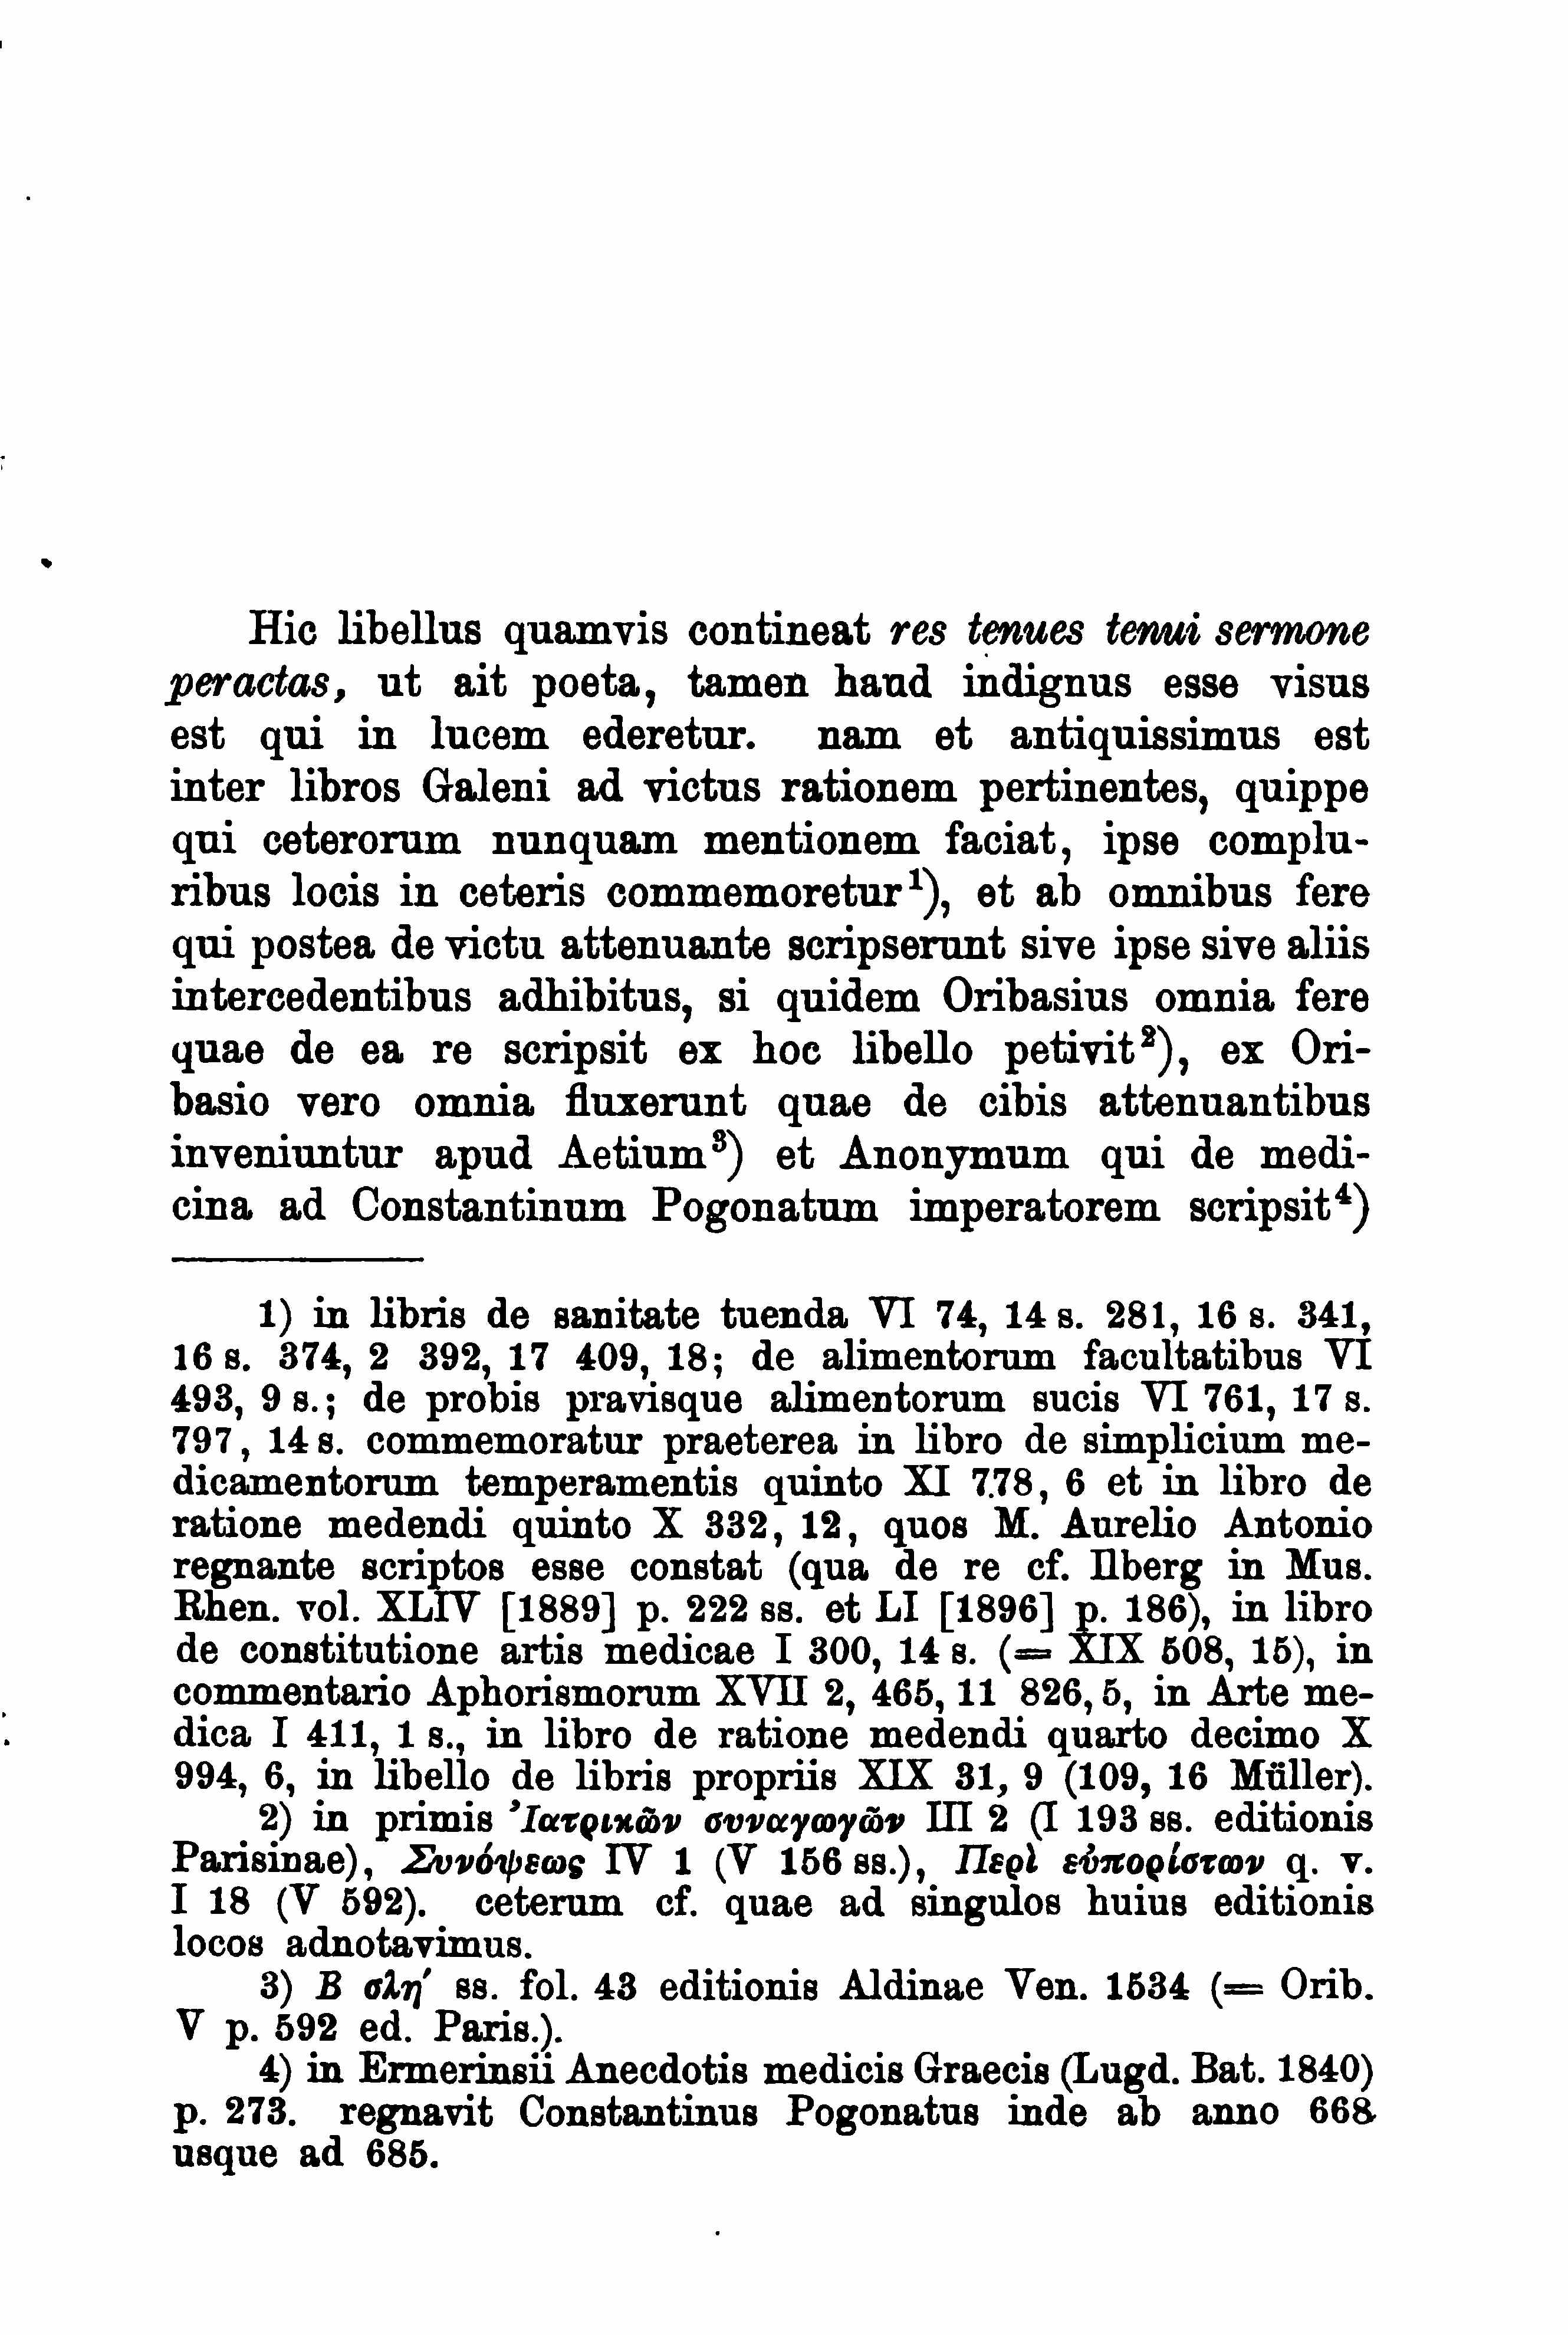 Hic libellus quamvis contineat res tenues tenui sermone
peractas, ut ait poeta, tamen haud indignus esse visus
est qui in lucem ederetur. nam et antiquissimus est
inter libros Galeni ad victus rationem pertinentes, quippe
qui ceterorum nunquam mentionem faciat, ipse complu-
ribus locis in ceteris commemoretur¹), et ab omnibus fere
qui postea de victu attenuante scripserunt sive ipse sive aliis
intercedentibus adhibitus, si quidem Oribasius omnia fere
quae de ea re scripsit ex hoc libello petivit²), ex Ori-
basio vero omnia fluxerunt quae de cibis attenuantibus
inveniuntur apud Aetium³) et Anonymum qui de medi-
cina ad Constantinum Pogonatum imperatorem scripsit⁴)
1) in libris de sanitate tuenda VI 74, 14 s. 281, 16 s. 341,
16 s. 374, 2 392, 17 409, 18; de alimentorum facultatibus VI
493, 9 s.; de probis pravisque alimentorum sucis VI 761, 17 s.
797, 14 s. commemoratur praeterea in libro de simplicium me-
dicamentorum temperamentis quinto XI 778, 6 et in libro de
ratione medendi quinto X 332, 12, quos M. Aurelio Antonio
regnante scriptos esse constat (qua de re cf. Ilberg in Mus.
Rhen. vol. XLIV [1889] p. 222 ss. et LI [1896] p. 186), in libro
de constitutione artis medicae I 300, 14 s. (= XIX 508, 15), in
commentario Aphorismorum XVII 2, 465, 11 826, 5, in Arte me-
dica I 411, 1 s., in libro de ratione medendi quarto decimo X
994, 6, in libello de libris propriis XIX 31, 9 (109, 16 Müller).
2) in primis Ἰατρικῶν συναγωγῶν III 2 (I 193 ss. editionis
Parisinae), Συνόψεως IV 1 (V 156 ss.), Περὶ εὐπορίστων q. v.
I 18 (V 592). ceterum cf. quae ad singulos huius editionis
locos adnotavimus.
3) B σλη′ ss. fol. 43 editionis Aldinae Ven. 1534 (= Orib.
V p. 592 ed. Paris.).
4) in Ermerinsii Anecdotis medicis Graecis (Lugd. Bat. 1840)
p. 273. regnavit Constantinus Pogonatus inde ab anno 668
usque ad 685.